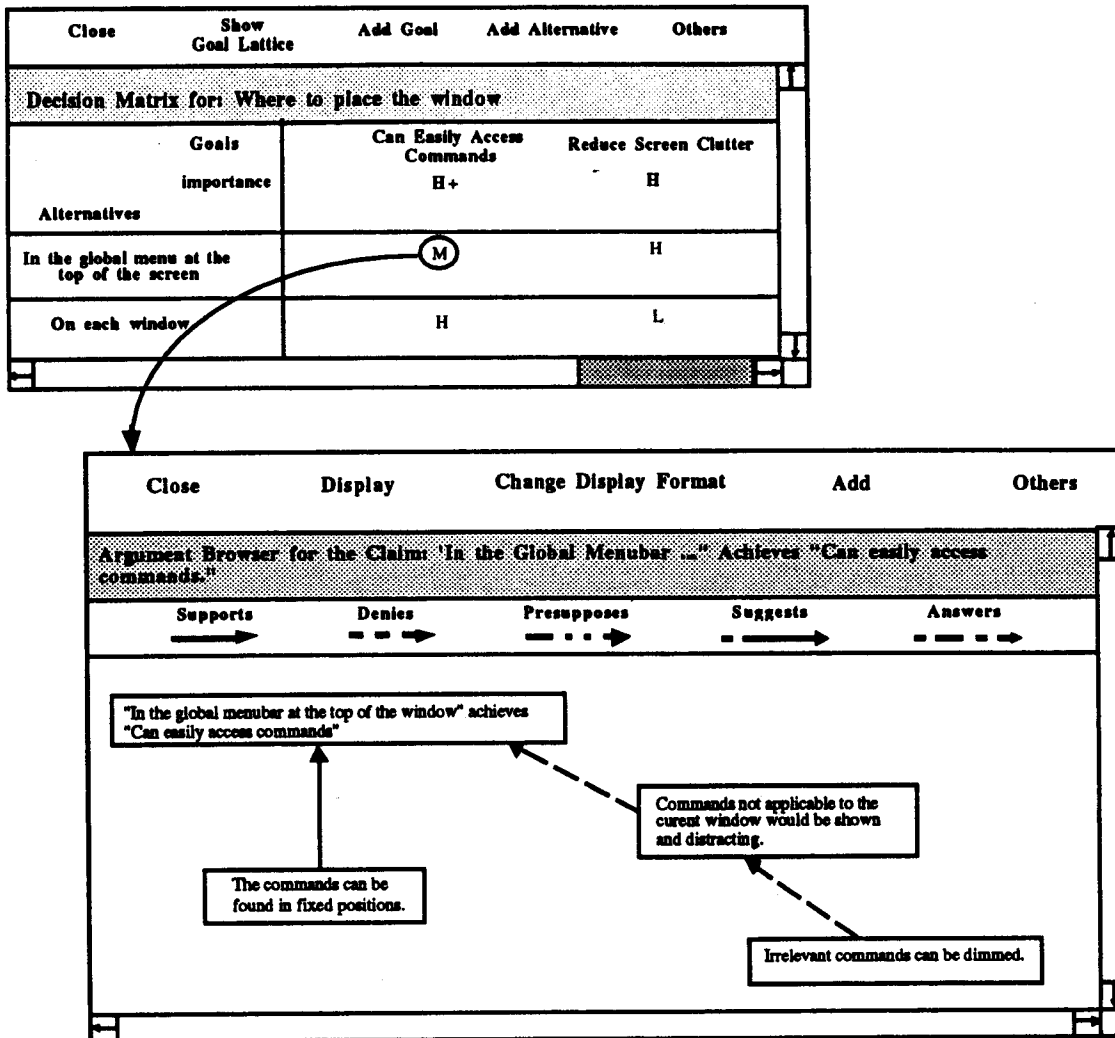 Close Show Add Goal Add Alternative Others
Goal Lattice
Decision Matrix for: Where to place the window
Goals Can Easily Access Reduce Screen Clutter
Commands
importance H+ H
Alternatives
In the global menu at the M H
top of the screen
On each window H L
Close Display Change Display Format Add Others
Argument Browser for the Claim: 'In the Global Menubar ..." Achieves "Can easily access
commands."
Supports Denies Presupposes Suggests Answers
"In the global menubar at the top of the window" achieves
"Can easily access commands"
Commands not applicable to the
curent window would be shown
and distracting.
The commands can be
found in fixed positions.
Irrelevant commands can be dimmed.